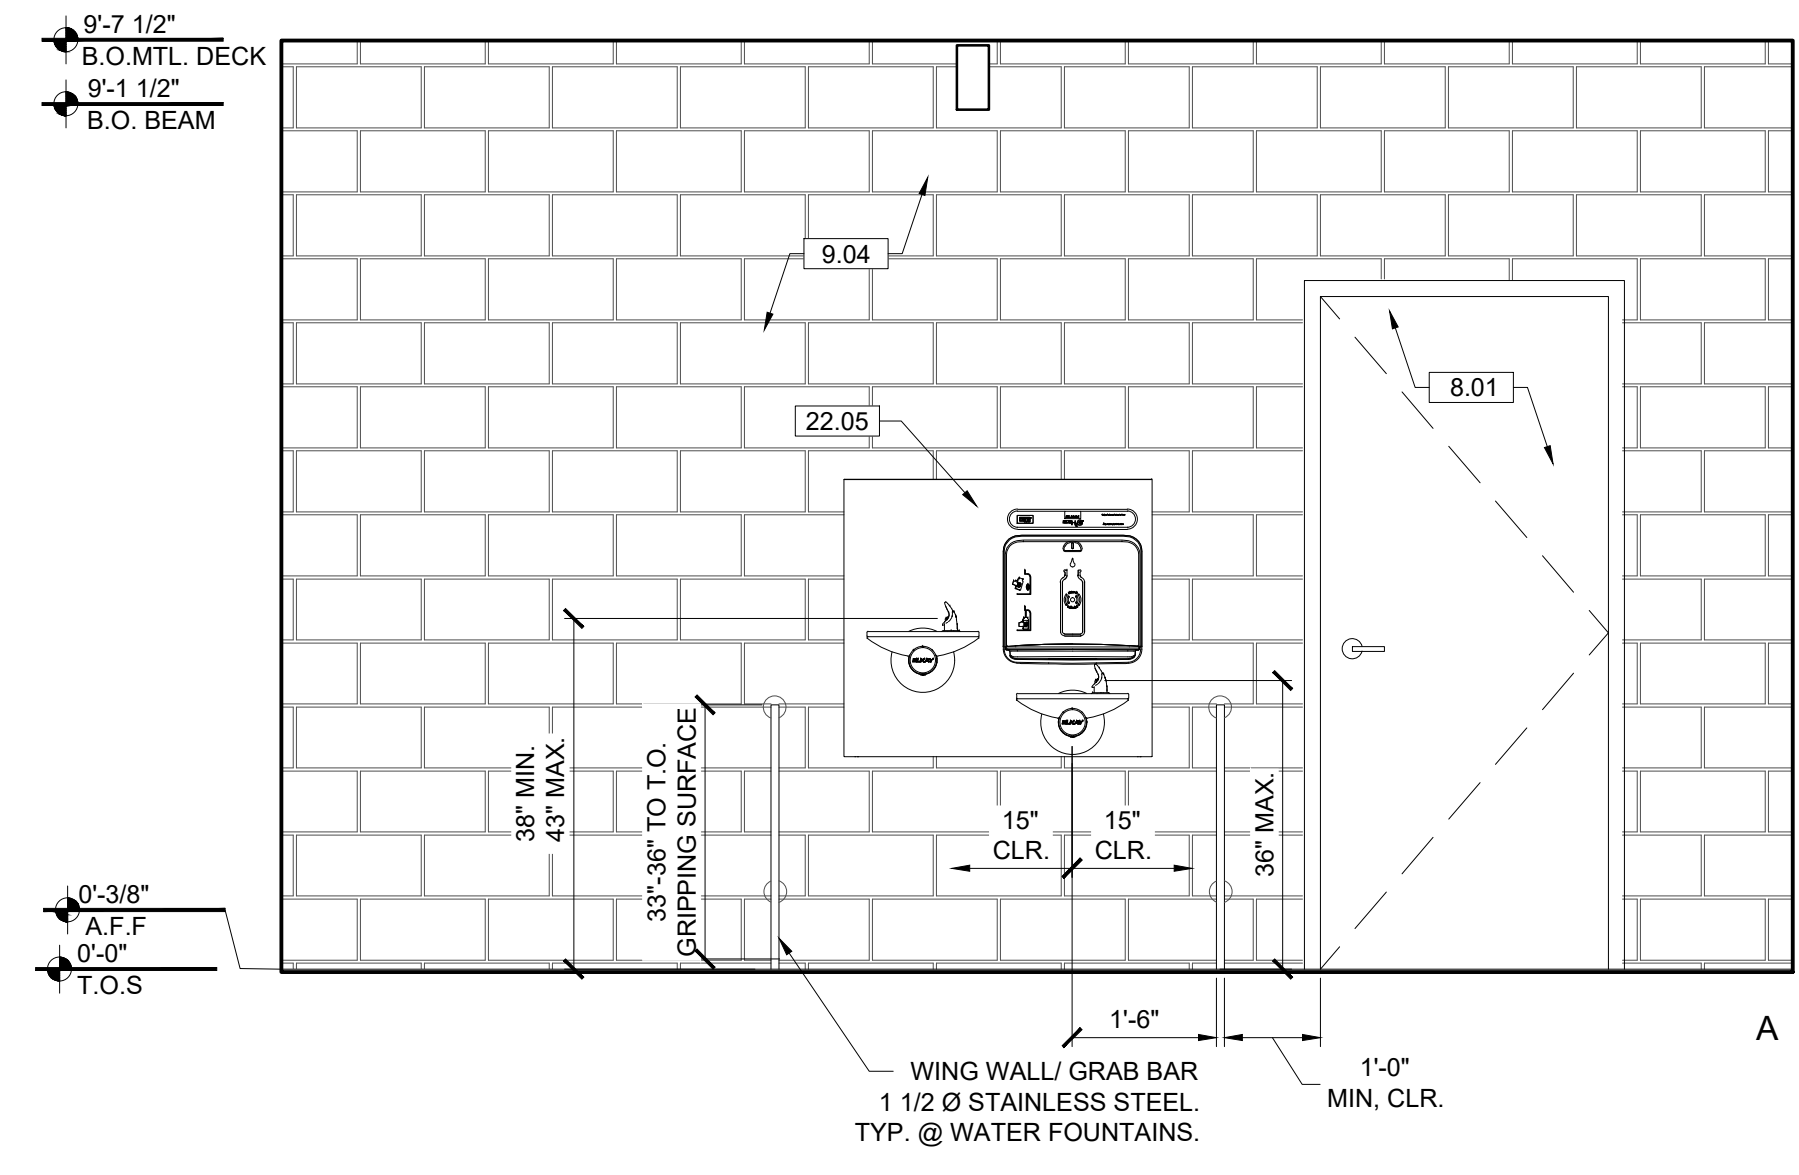 9'-7 1/2"
B.O.MTL. DECK
9'-1 1/2"
B.O. BEAM
9.04
8.01
22.05
ELKAY
ELKAY
38" MIN.
43" MAX.
33"-36" TO T.O.
GRIPPING SURFACE
15"
CLR.
15"
CLR.
36" MAX.
0'-3/8"
A.F.F
0'-0"
T.O.S
1'-6"
A
WING WALL/ GRAB BAR
1 1/2 Ø STAINLESS STEEL.
TYP. @ WATER FOUNTAINS.
1'-0"
MIN, CLR.